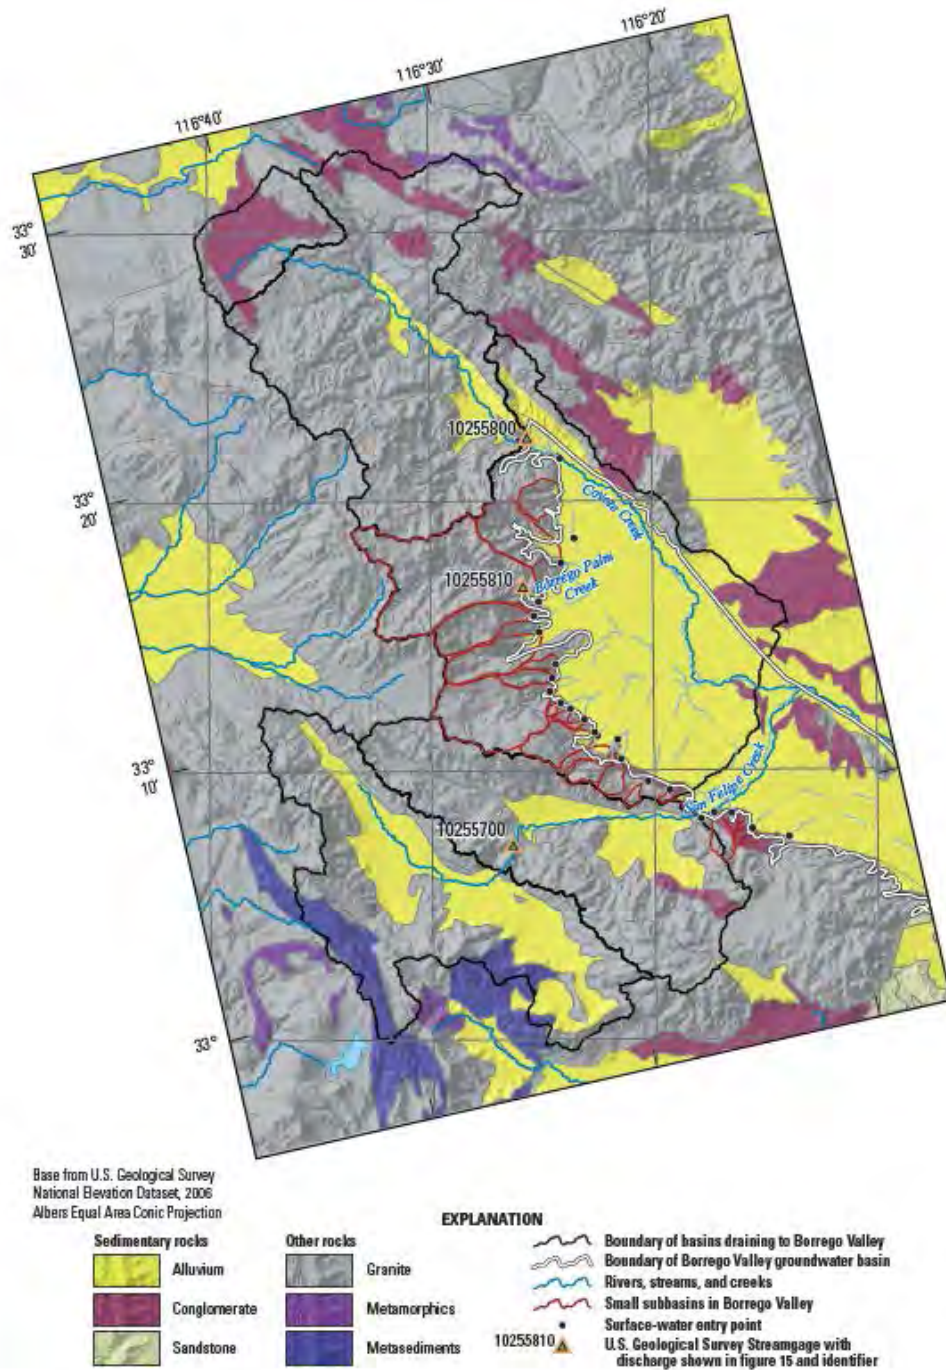 116°20'
116°30'
116°40'
33°
30'
10255800
33°
20'
Coyote Creek
10255810
Borrego Palm
Creek
33°
10'
San Felipe Creek
10255700
33°
Base from U.S. Geological Survey
National Elevation Dataset, 2006
Albers Equal Area Conic Projection
EXPLANATION
Sedimentary rocks
Alluvium
Conglomerate
Sandstone
Other rocks
Granite
Metamorphics
Metasediments
Boundary of basins draining to Borrego Valley
Boundary of Borrego Valley groundwater basin
Rivers, streams, and creeks
Small subbasins in Borrego Valley
Surface-water entry point
10255810 U.S. Geological Survey Streamgage with
discharge shown in figure 15 and identifier